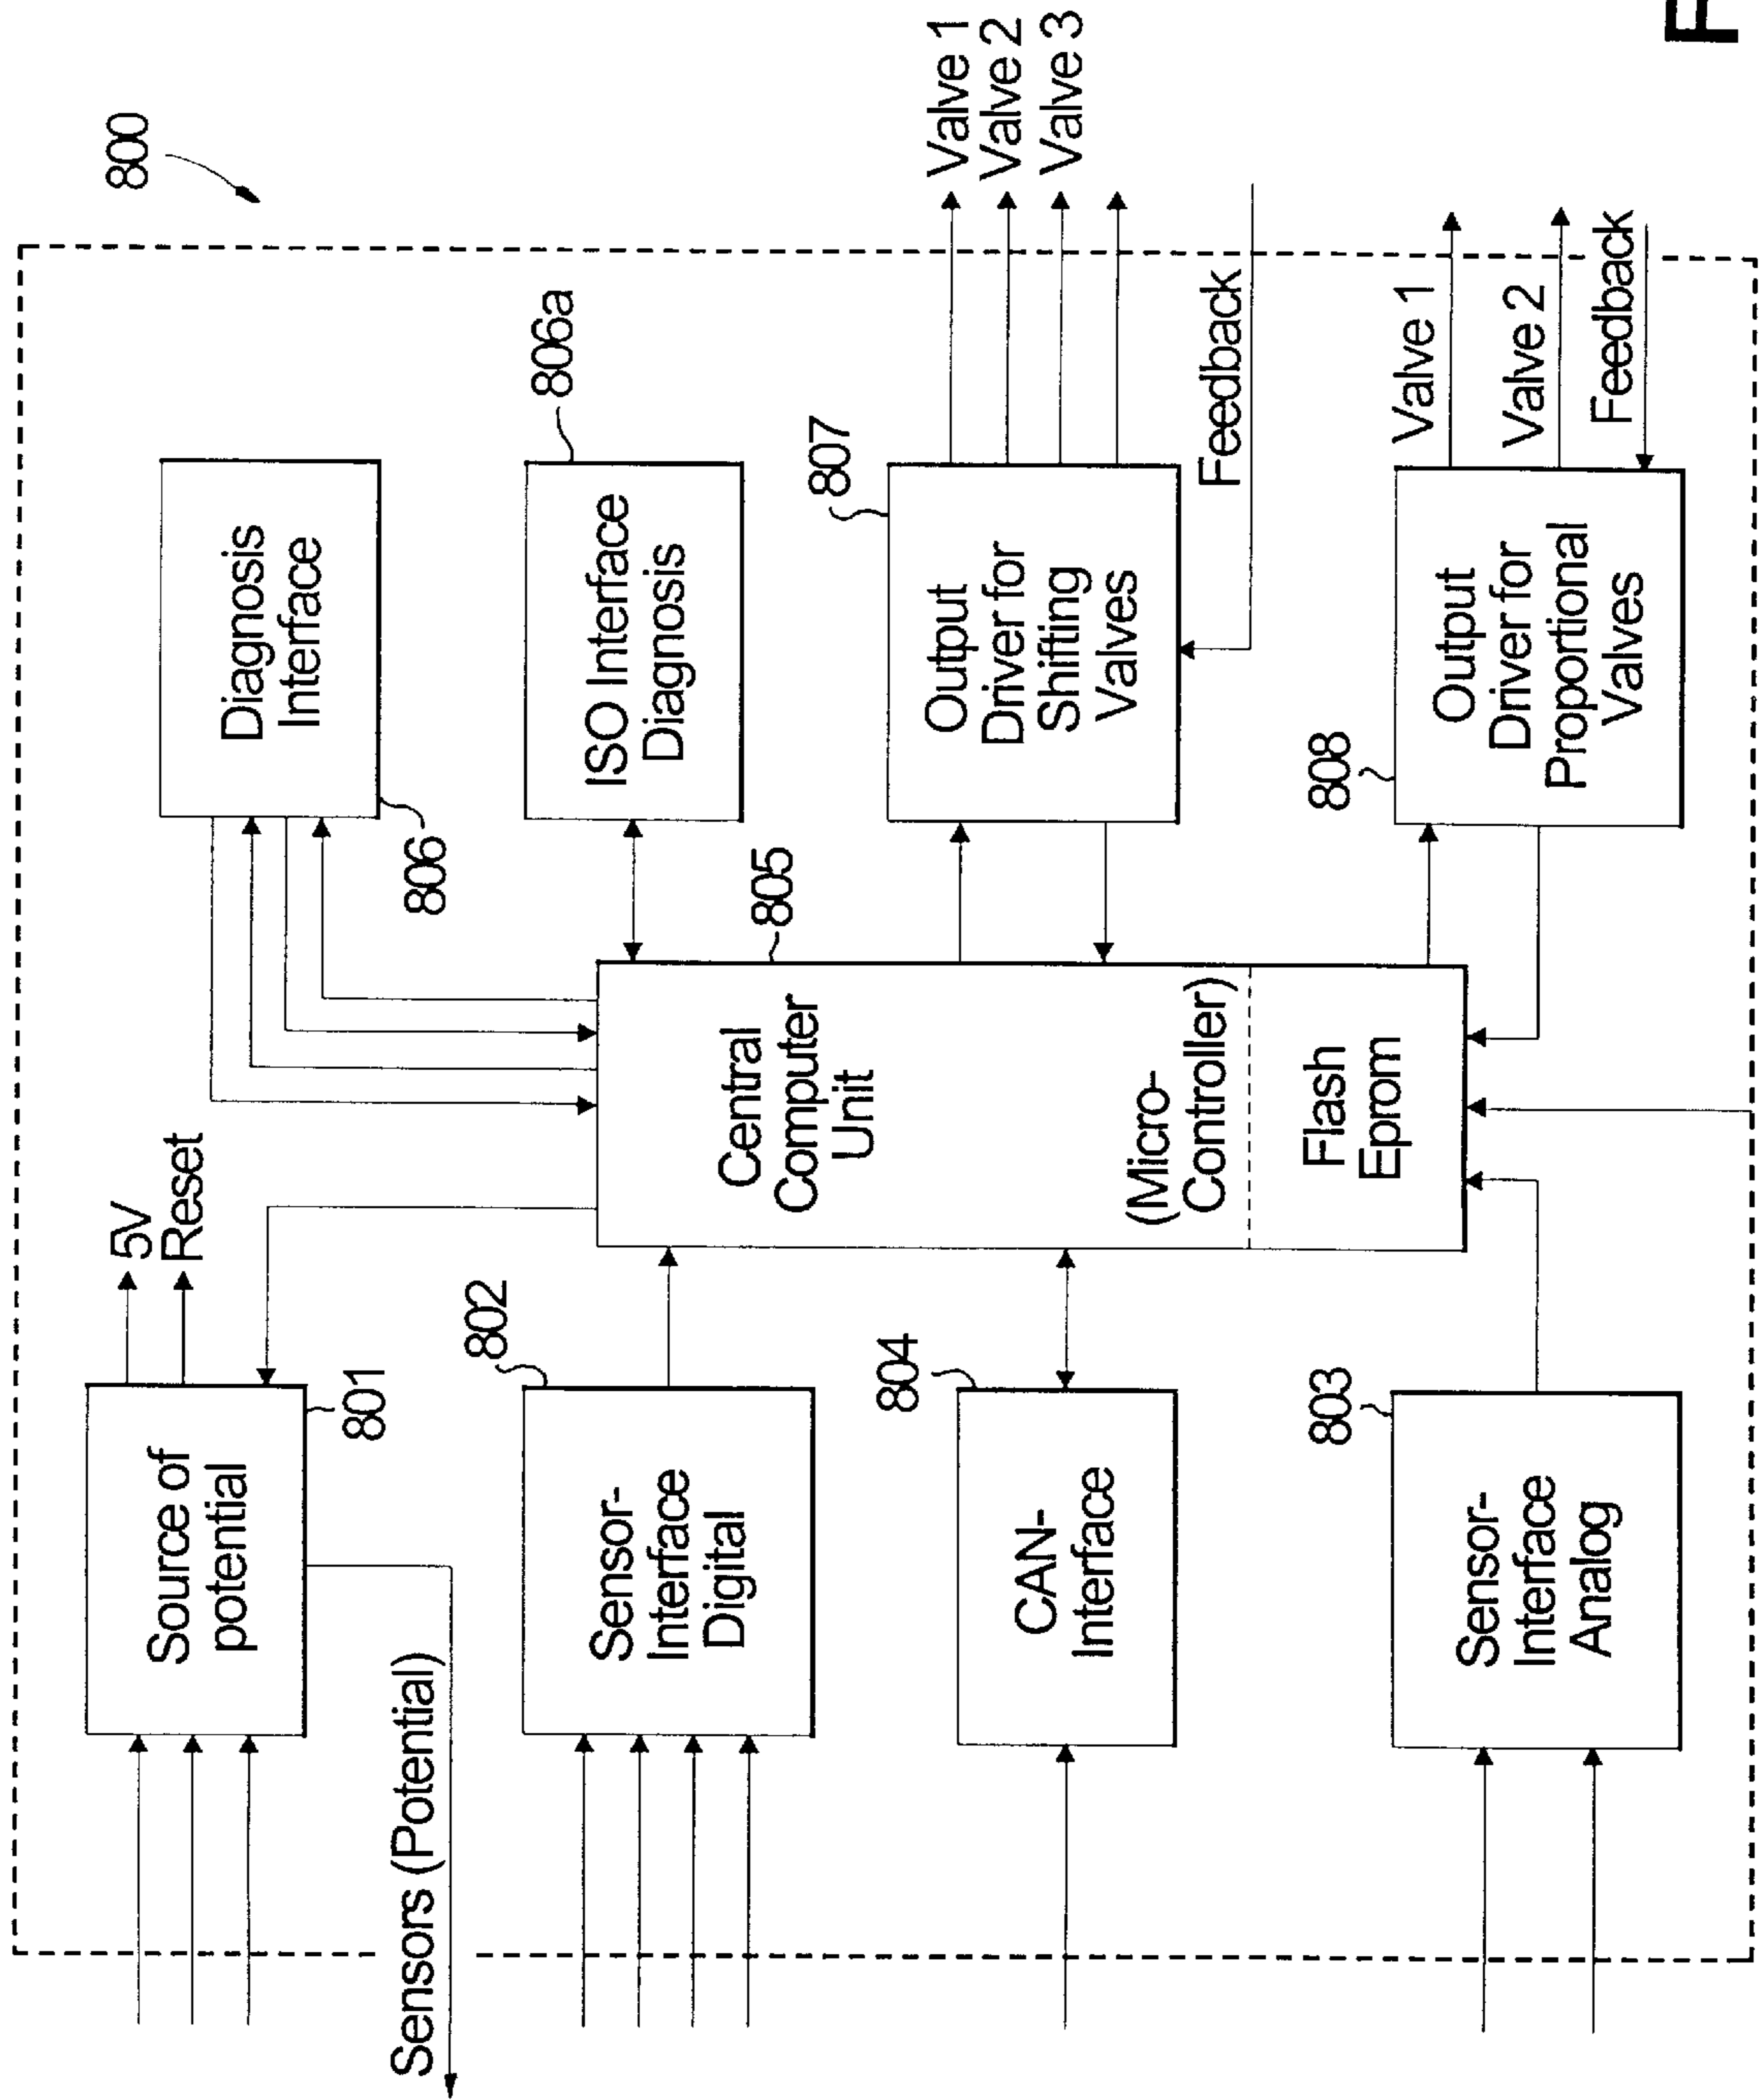 800
Source of
potential
801
5V
Reset
Sensors (Potential)
Sensor-
Interface
Digital
802
CAN-
Interface
804
Sensor-
Interface
Analog
803
Central
Computer
Unit
(Micro-
Controller)
Flash
Eprom
805
Diagnosis
Interface
806
ISO Interface
Diagnosis
806a
Output
Driver for
Shifting
Valves
807
Valve 1
Valve 2
Valve 3
Feedback
Output
Driver for
Proportional
Valves
808
Valve 1
Valve 2
Feedback
F